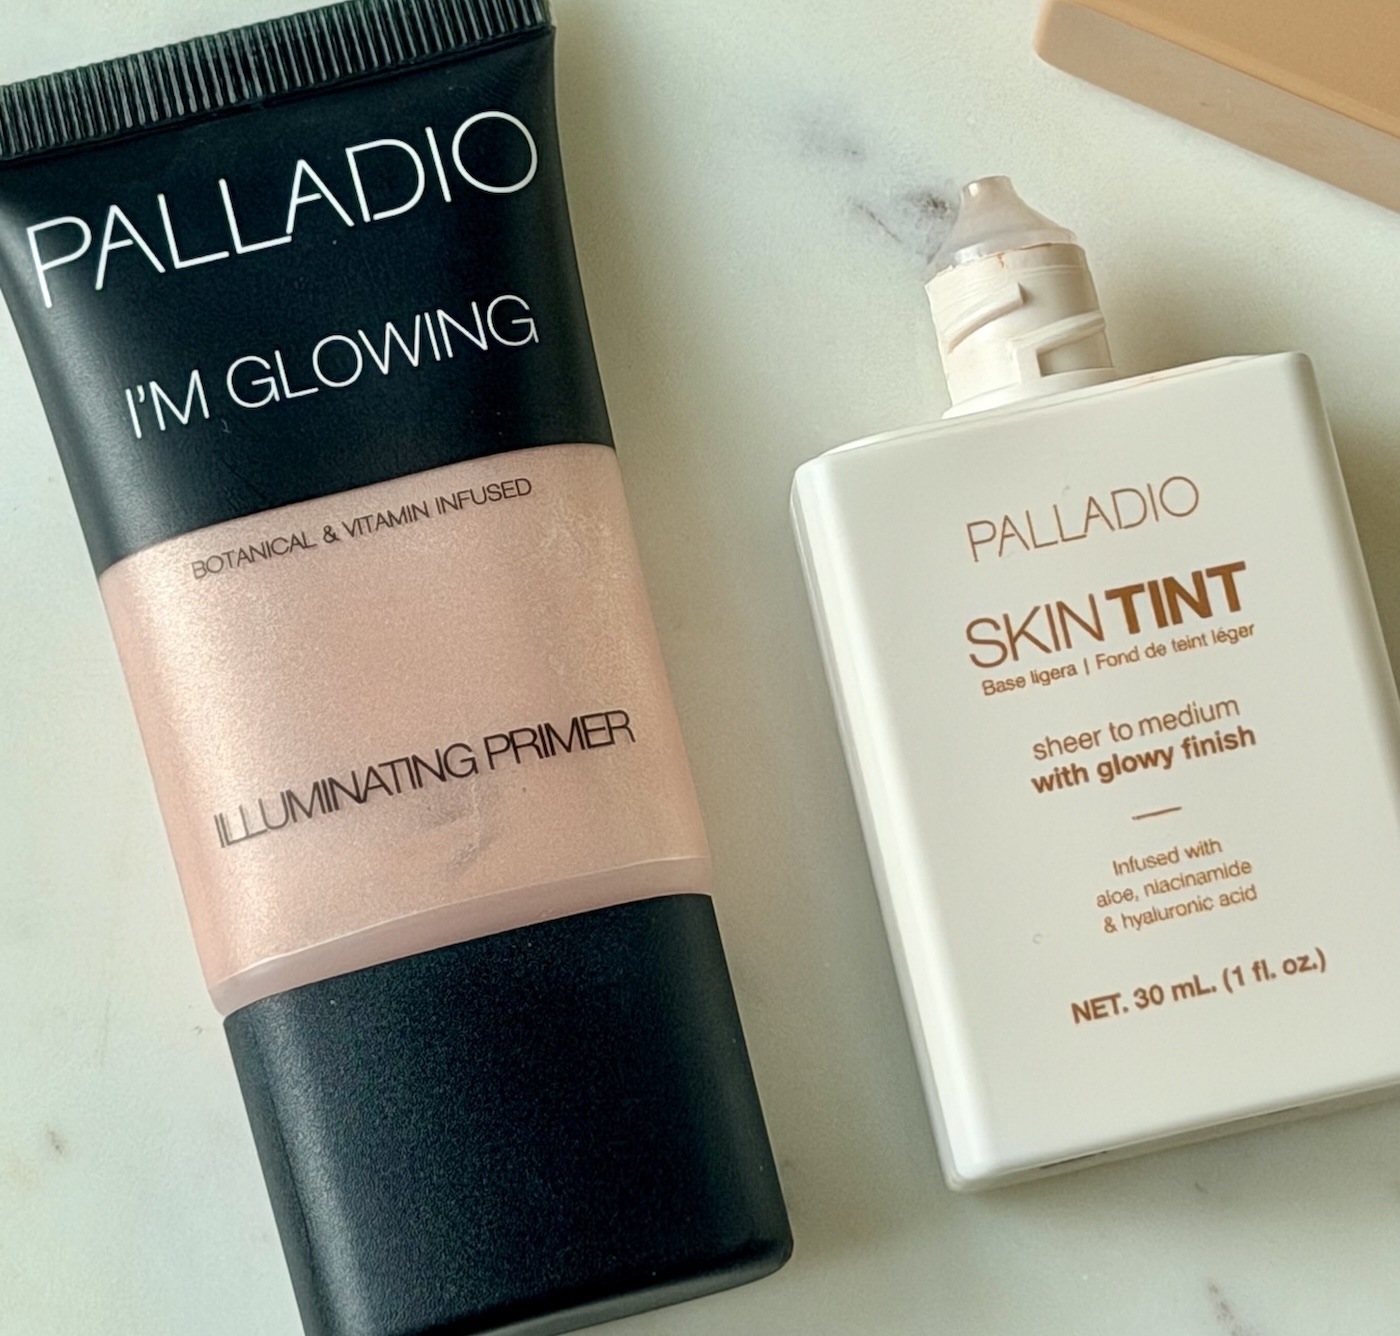 PALLADIO
I'M GLOWING
BOTANICAL & VITAMIN INFUSED
ILLUMINATING PRIMER
PALLADIO
SKIN TINT
Base ligera | Fond de teint léger
sheer to medium
with glowy finish
Infused with
aloe, niacinamide
& hyaluronic acid
NET. 30 mL. (1 fl. oz.)